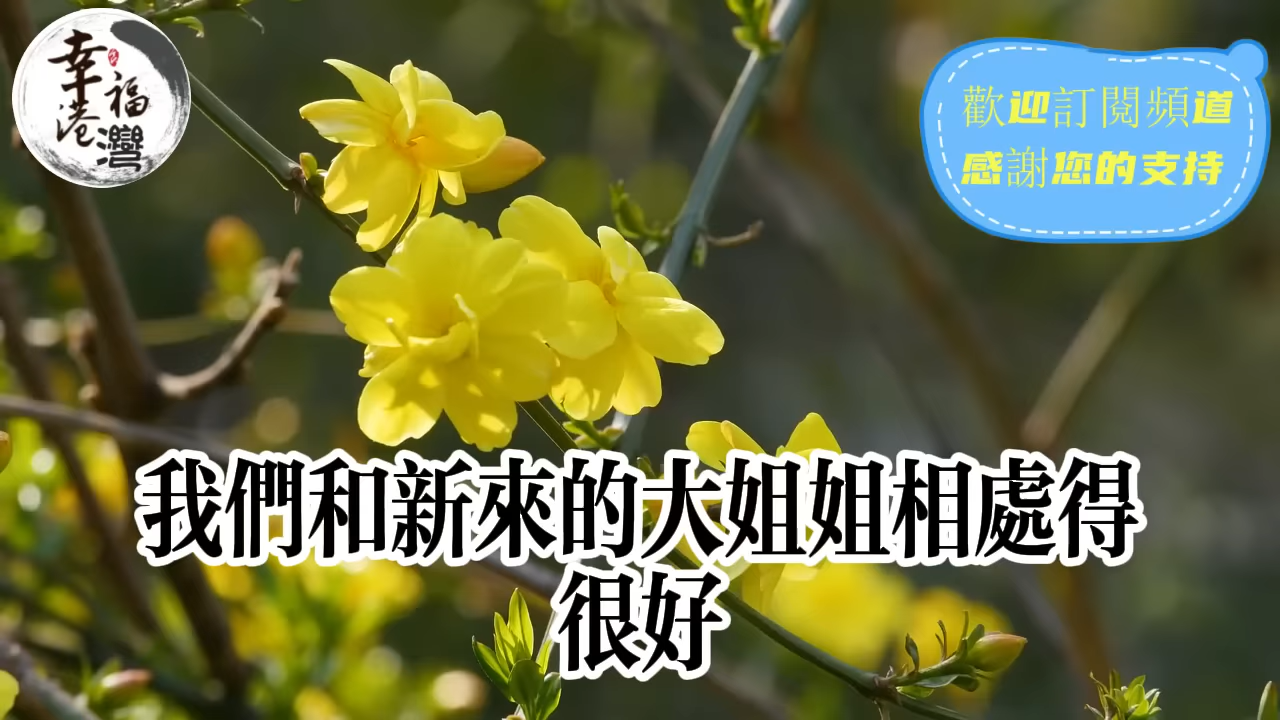 幸福
港灣
歡迎訂閱頻道
感謝您的支持
我們和新來的大姐姐相處得
很好